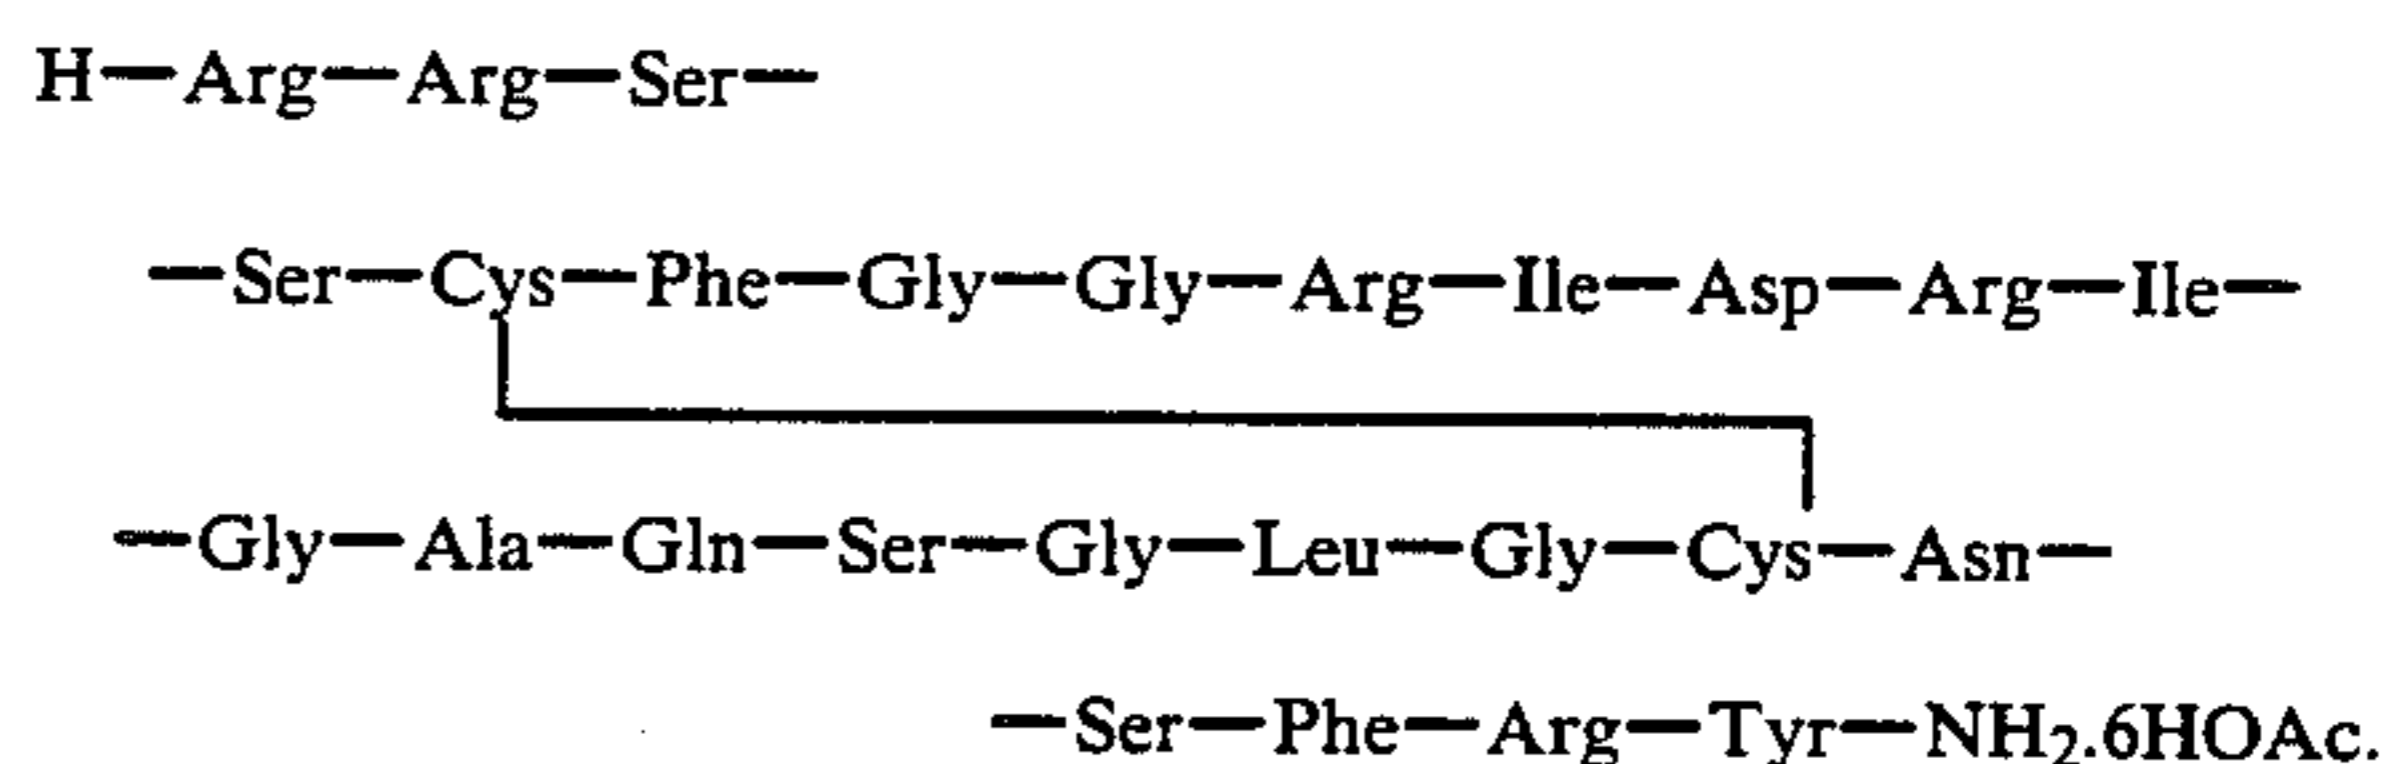 H—Arg—Arg—Ser—
—Ser—Cys—Phe—Gly—Gly—Arg—Ile—Asp—Arg—Ile—
—Gly—Ala—Gln—Ser—Gly—Leu—Gly—Cys—Asn—
—Ser—Phe—Arg—Tyr—NH₂.6HOAc.